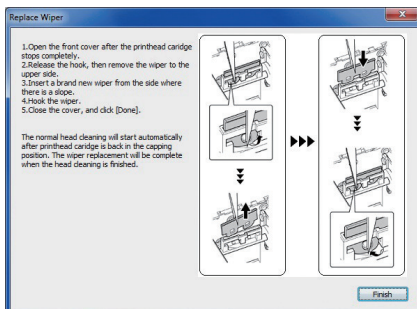 Replace Wiper
1.Open the front cover after the printhead caridge
stops completely.
2.Release the hook, then remove the wiper to the
upper side.
3.Insert a brand new wiper from the side where
there is a slope.
4.Hook the wiper.
5.Close the cover, and click [Done].
The normal head cleaning will start automatically
after printhead caridge is back in the capping
position. The wiper replacement will be complete
when the head cleaning is finished.
Finish